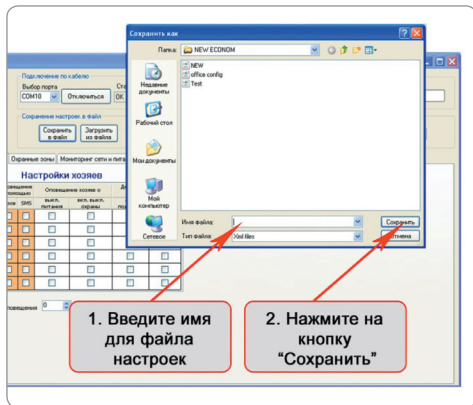 Сохранить как
Папка: NEW ECONOM
NEW
office config
Test
Недавние документы
Рабочий стол
Мои документы
Мой компьютер
Сетевое
Имя файла:
Тип файла: Xml files
Сохранить
Отмена
Подключение по кабелю
Выбор порта
COM10 Отключиться OK
Сохранение настроек в файл
Сохранить в файл
Загрузить из файла
Охранные зоны Мониторинг сети и
Настройки хозяев
Оповещение хозяев о
SMS выкл. питания вкл. выкл. охраны
0
1. Введите имя
для файла
настроек
2. Нажмите на
кнопку
“Сохранить”